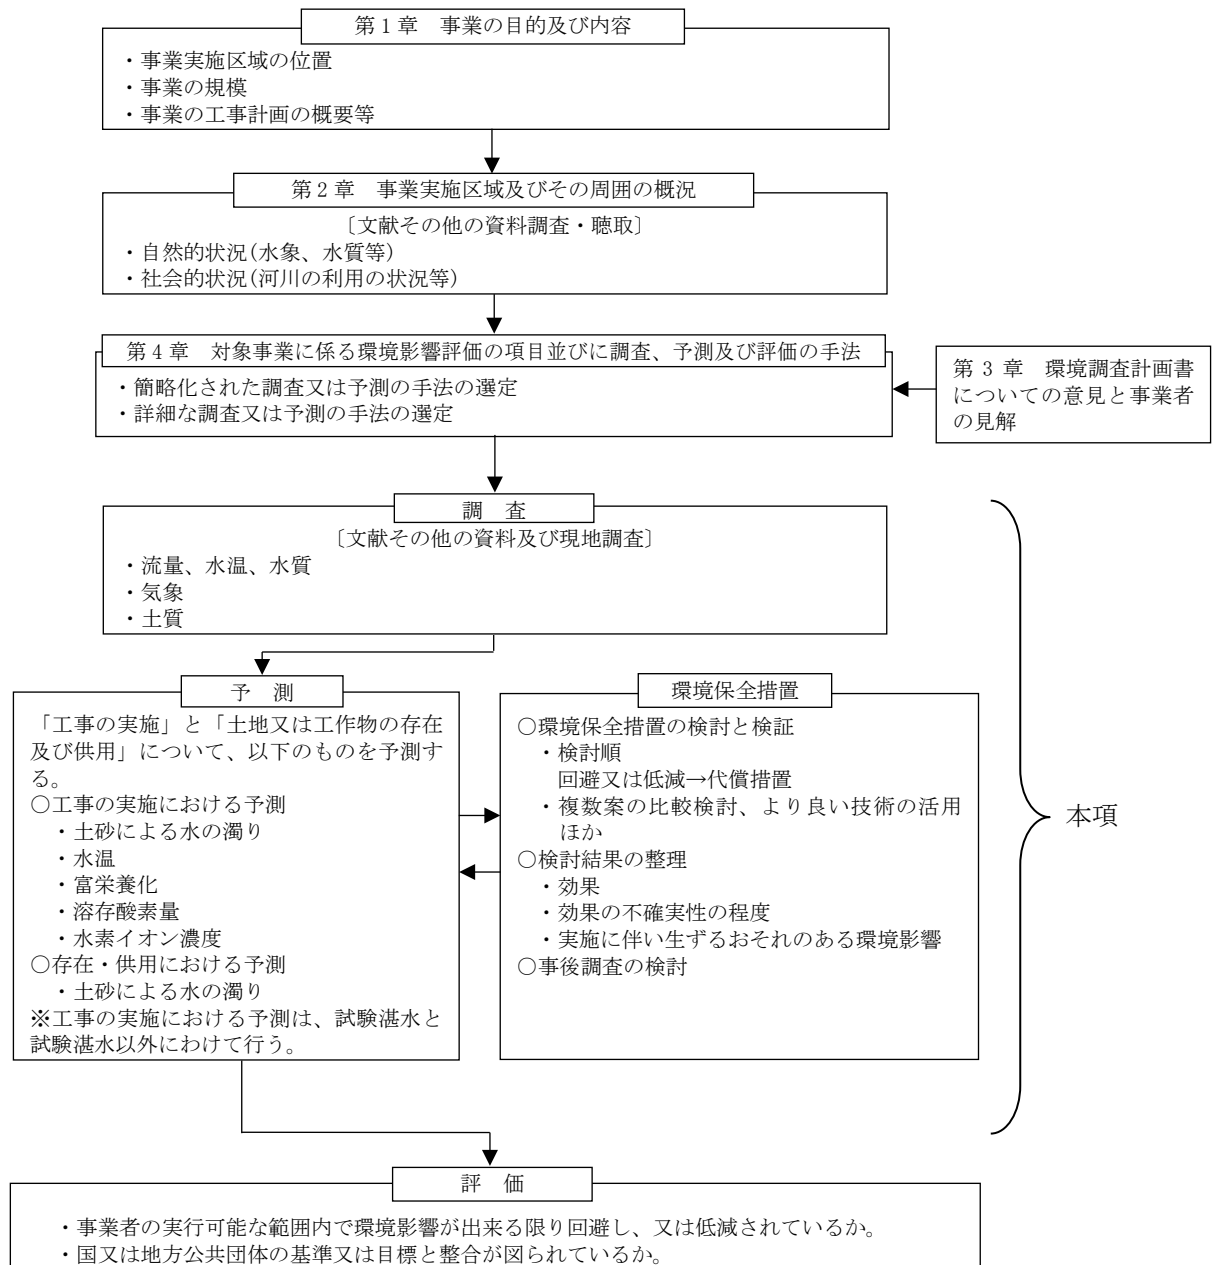 第１章　事業の目的及び内容
・事業実施区域の位置
・事業の規模
・事業の工事計画の概要等
第２章　事業実施区域及びその周囲の概況
〔文献その他の資料調査・聴取〕
・自然的状況(水象、水質等)
・社会的状況(河川の利用の状況等)
第４章　対象事業に係る環境影響評価の項目並びに調査、予測及び評価の手法
・簡略化された調査又は予測の手法の選定
・詳細な調査又は予測の手法の選定
第 3 章　環境調査計画書
についての意見と事業者
の見解
調　査
〔文献その他の資料及び現地調査〕
・流量、水温、水質
・気象
・土質
予　測
「工事の実施」と「土地又は工作物の存在
及び供用」について、以下のものを予測す
る。
○工事の実施における予測
・土砂による水の濁り
・水温
・富栄養化
・溶存酸素量
・水素イオン濃度
○存在・供用における予測
・土砂による水の濁り
※工事の実施における予測は、試験湛水と
試験湛水以外にわけて行う。
環境保全措置
○環境保全措置の検討と検証
・検討順
回避又は低減→代償措置
・複数案の比較検討、より良い技術の活用
ほか
○検討結果の整理
・効果
・効果の不確実性の程度
・実施に伴い生ずるおそれのある環境影響
○事後調査の検討
本項
評　価
・事業者の実行可能な範囲内で環境影響が出来る限り回避し、又は低減されているか。
・国又は地方公共団体の基準又は目標と整合が図られているか。